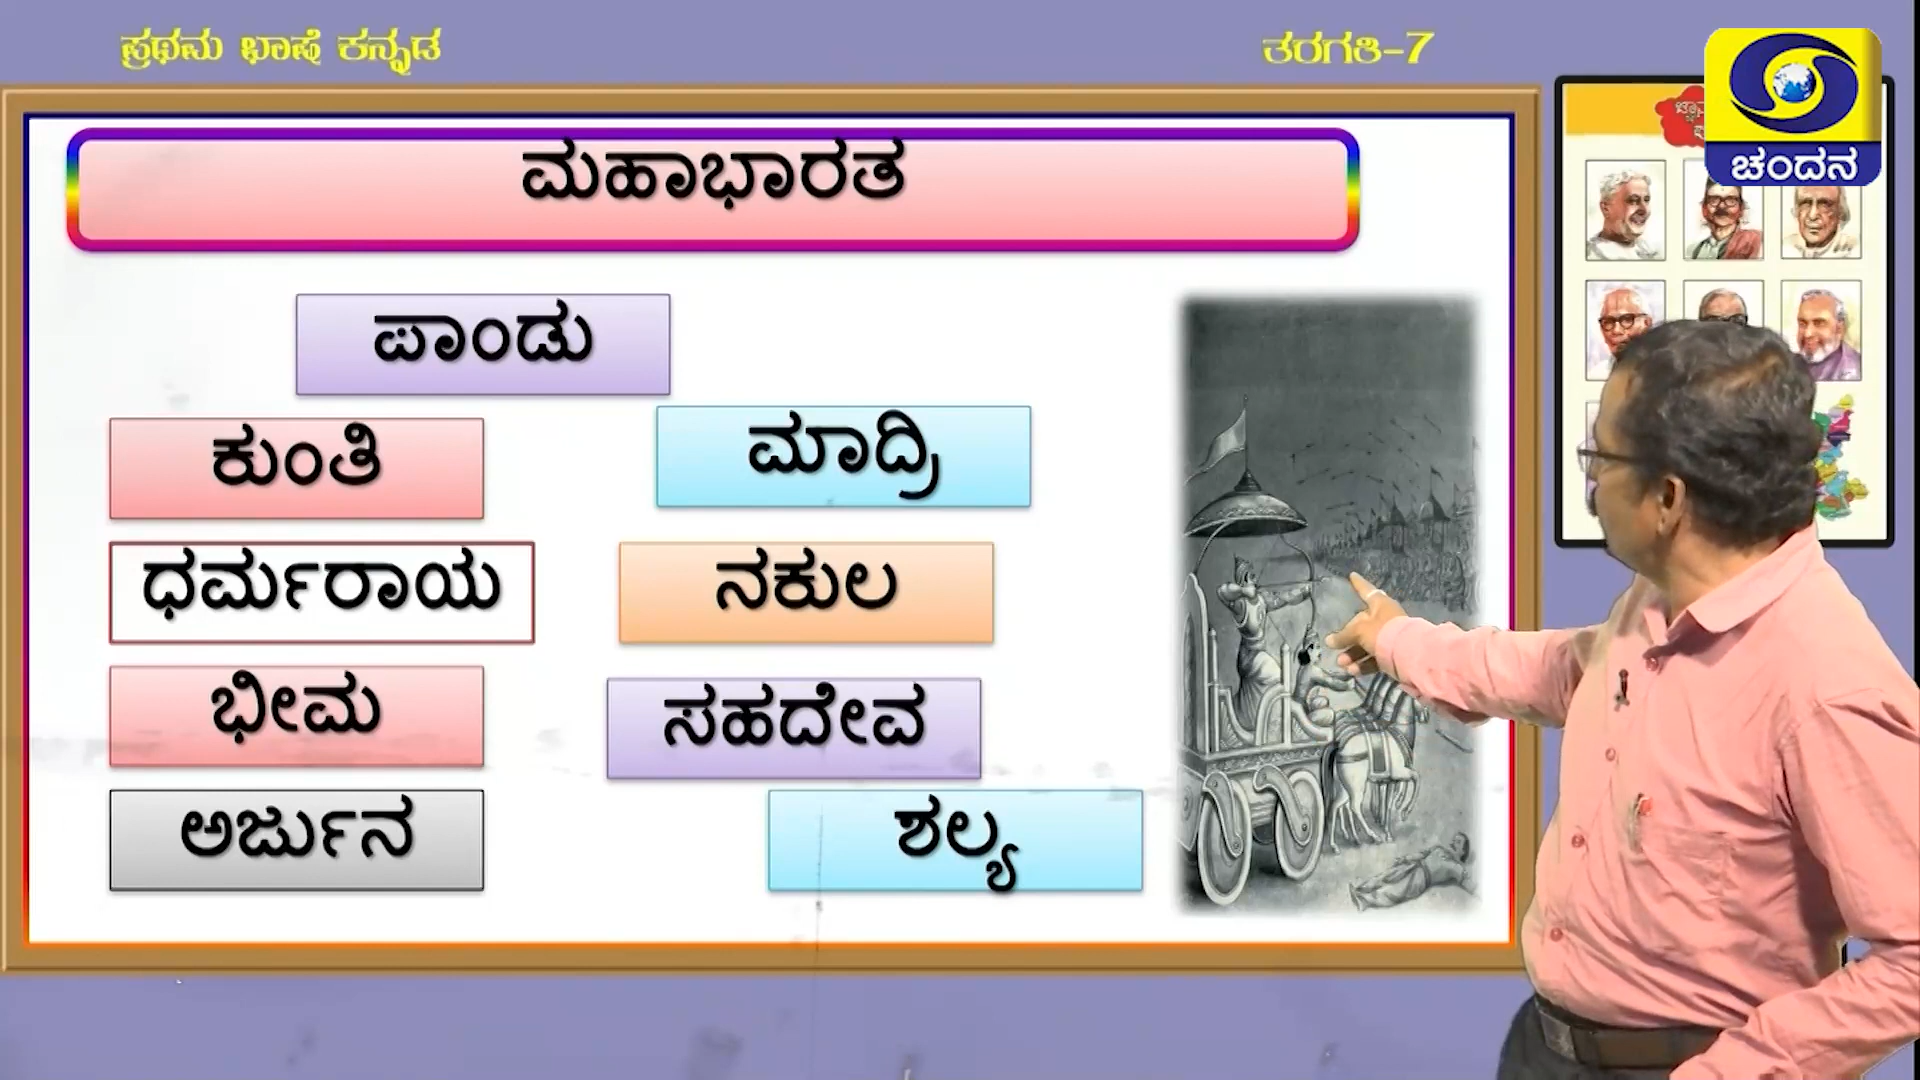 ಪ್ರಥಮ ಭಾಷೆ ಕನ್ನಡ
ತರಗತಿ-7
ಚಂದನ
ಮಹಾಭಾರತ
ಪಾಂಡು
ಕುಂತಿ
ಮಾದ್ರಿ
ಧರ್ಮರಾಯ
ನಕುಲ
ಭೀಮ
ಸಹದೇವ
ಅರ್ಜುನ
ಶಲ್ಯ